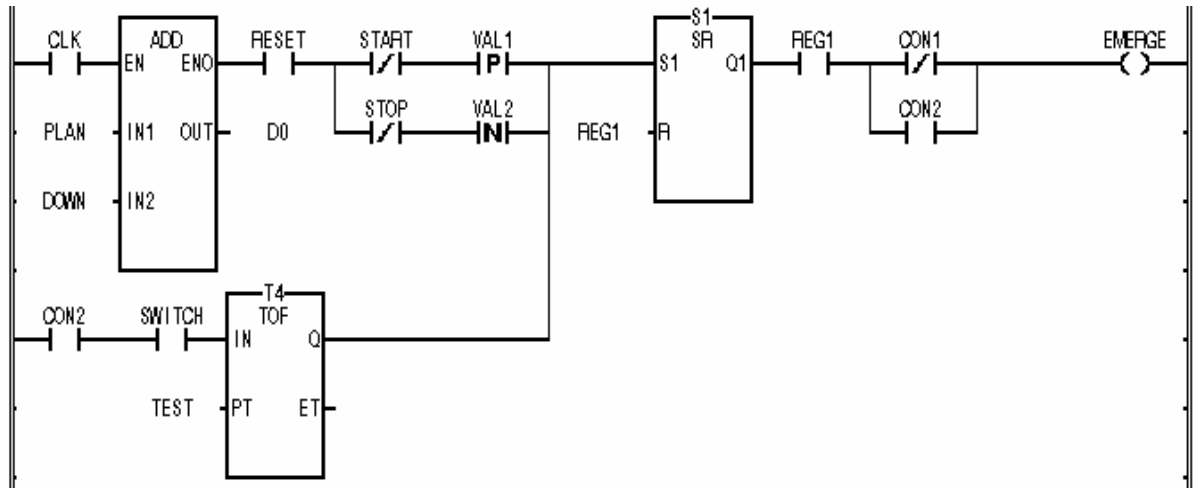 S1
CLK ADD RESET START VAL1 SR REG1 CON1 EMERGE
EN ENO P S1 Q1
STOP VAL2 CON2
PLAN IN1 OUT D0 N REG1 R
DOWN IN2
T4
CON2 SWITCH TOF
IN Q
TEST PT ET